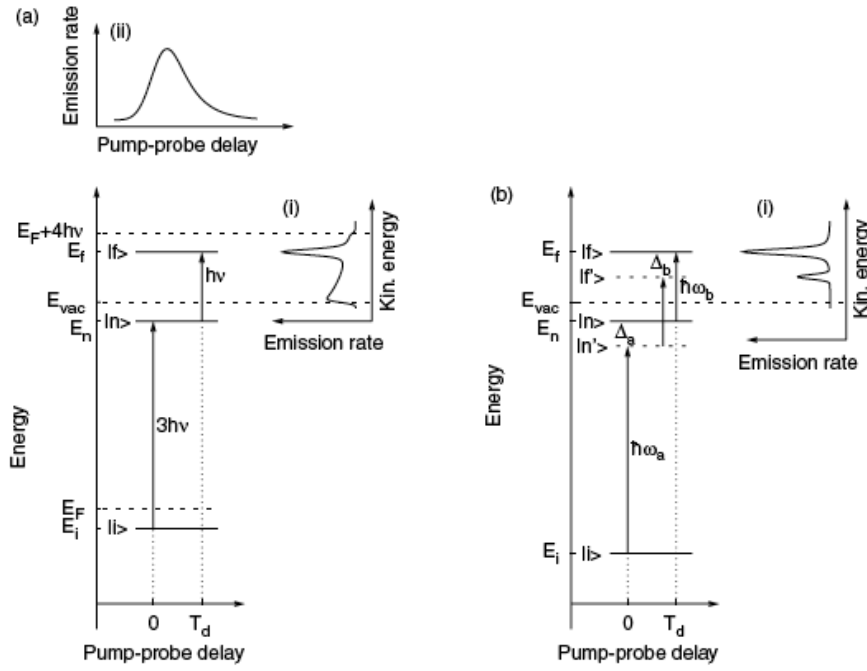 (a)
(ii)
Emission rate
Pump-probe delay
(i)
E_F+4hν
E_f |f>
hν
E_vac
E_n |n>
Kin. energy
Emission rate
3hν
Energy
E_F
E_i |i>
0 T_d
Pump-probe delay
(b)
(i)
E_f |f>
|f'> Δ_b ħω_b
E_vac
E_n |n>
Δ_a
|n'>
Kin. energy
Emission rate
Energy
ħω_a
E_i |i>
0 T_d
Pump-probe delay